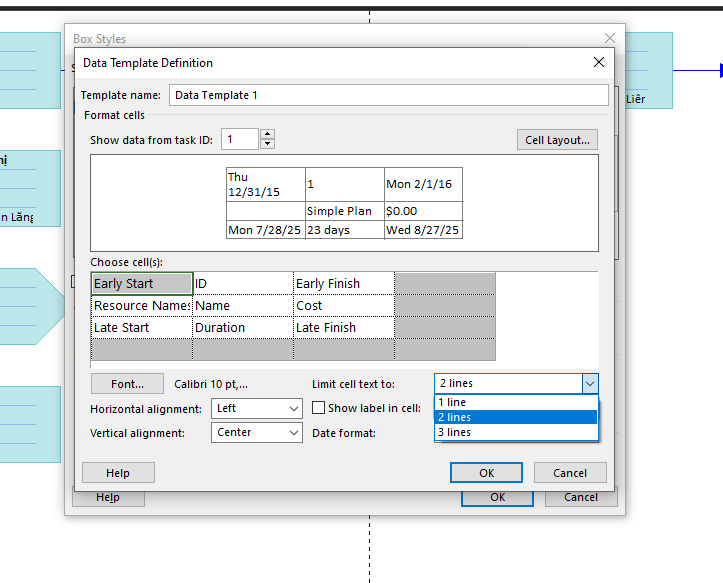 Box Styles
Data Template Definition
Template name: Data Template 1
Format cells
Show data from task ID: 1
Cell Layout...
Thu 12/31/15 1 Mon 2/1/16
Simple Plan $0.00
Mon 7/28/25 23 days Wed 8/27/25
Choose cell(s):
Early Start ID Early Finish
Resource Names Name Cost
Late Start Duration Late Finish
Font... Calibri 10 pt,... Limit cell text to: 2 lines
1 line
2 lines
3 lines
Horizontal alignment: Left Show label in cell:
Vertical alignment: Center Date format:
Help OK Cancel
Help OK Cancel